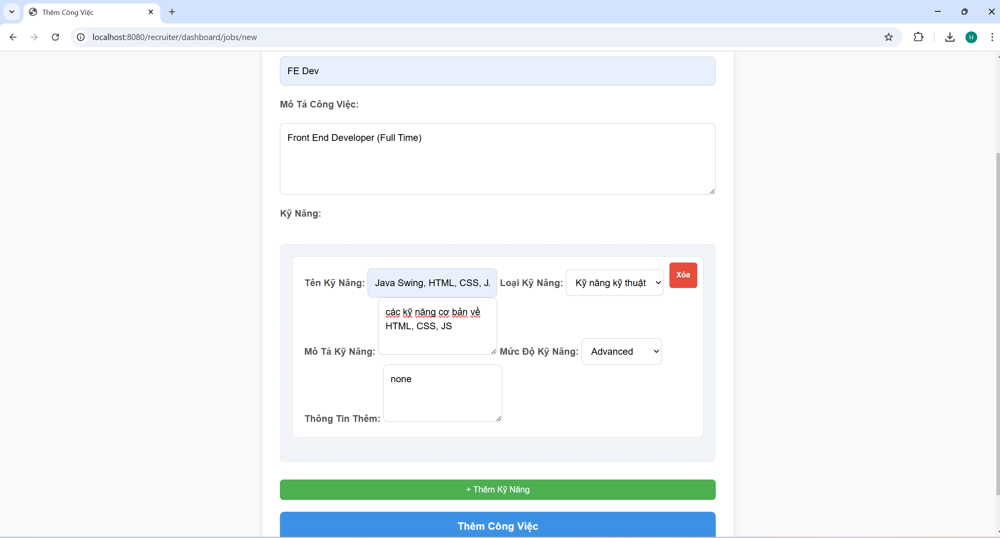 Thêm Công Việc
localhost:8080/recruiter/dashboard/jobs/new
H
FE Dev
Mô Tả Công Việc:
Front End Developer (Full Time)
Kỹ Năng:
Tên Kỹ Năng: Java Swing, HTML, CSS, Loại Kỹ Năng: Kỹ năng kỹ thuật Xóa
các kỹ năng cơ bản về
HTML, CSS, JS
Mô Tả Kỹ Năng: Mức Độ Kỹ Năng: Advanced
none
Thông Tin Thêm:
+ Thêm Kỹ Năng
Thêm Công Việc